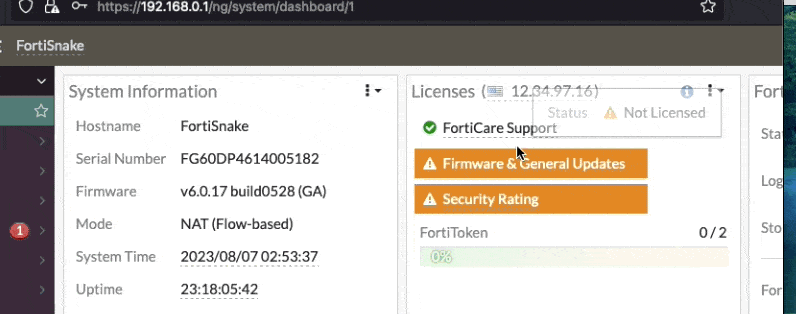 https://192.168.0.1/ng/system/dashboard/1
FortiSnake
System Information
Hostname FortiSnake
Serial Number FG60DP4614005182
Firmware v6.0.17 build0528 (GA)
Mode NAT (Flow-based)
System Time 2023/08/07 02:53:37
Uptime 23:18:05:42
1
Licenses ( 12.34.97.16)
Status Not Licensed
FortiCare Support
Firmware & General Updates
Security Rating
FortiToken 0 / 2
0%
Fort
Sta
Log
Sto
For